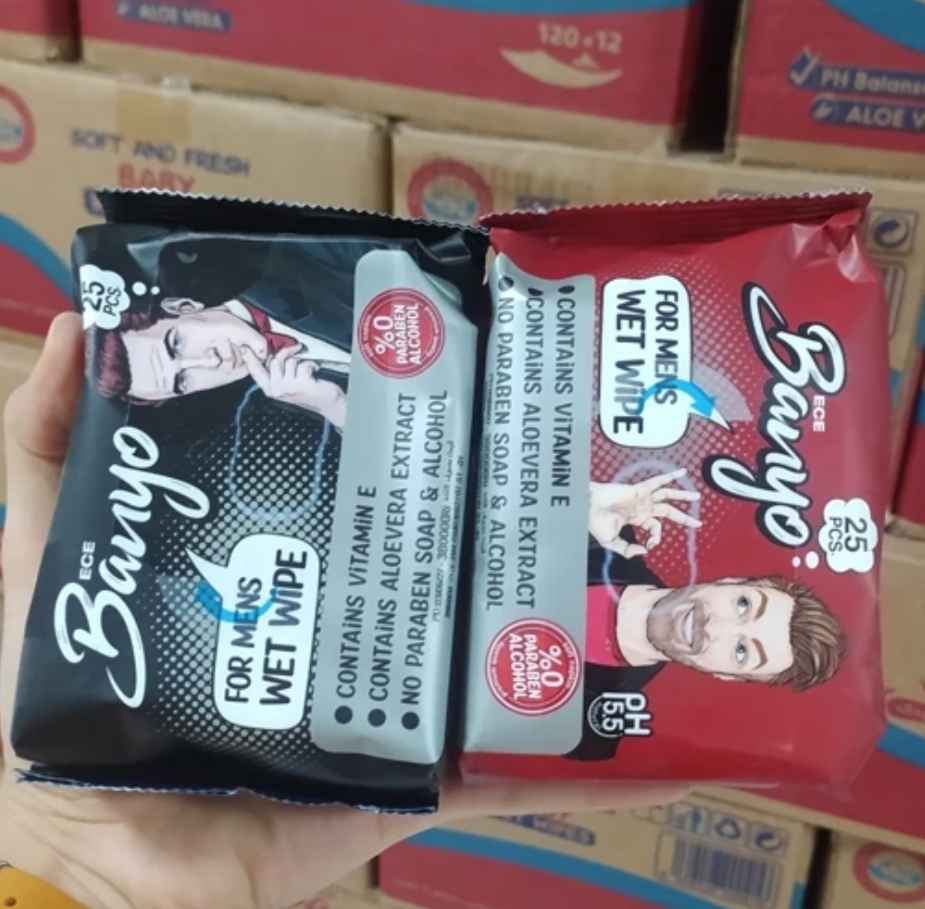 ALOE VERA
120x12
PH Balans
ALOE V
SOFT AND FRESH
BABY
SOFT
25
PCS.
ECE
Banyo
FOR MENS
WET WiPE
%0
PARABEN
ALCOHOL
CONTAINS VITAMIN E
CONTAINS ALOEVERA EXTRACT
NO PARABEN SOAP & ALCOHOL
ECE
Banyo
25
PCS.
FOR MENS
WET WiPE
CONTAINS VITAMIN E
CONTAINS ALOEVERA EXTRACT
NO PARABEN SOAP & ALCOHOL
%0
PARABEN
ALCOHOL
pH
5.5